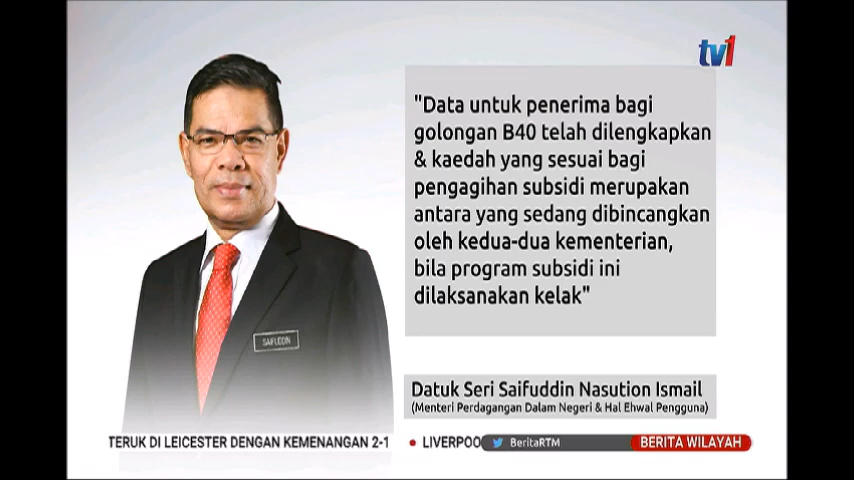 tv1
"Data untuk penerima bagi
golongan B40 telah dilengkapkan
& kaedah yang sesuai bagi
pengagihan subsidi merupakan
antara yang sedang dibincangkan
oleh kedua-dua kementerian,
bila program subsidi ini
dilaksanakan kelak"
SAIFUDDIN
Datuk Seri Saifuddin Nasution Ismail
(Menteri Perdagangan Dalam Negeri & Hal Ehwal Pengguna)
TERUK DI LEICESTER DENGAN KEMENANGAN 2-1 • LIVERPOO BeritaRTM BERITA WILAYAH